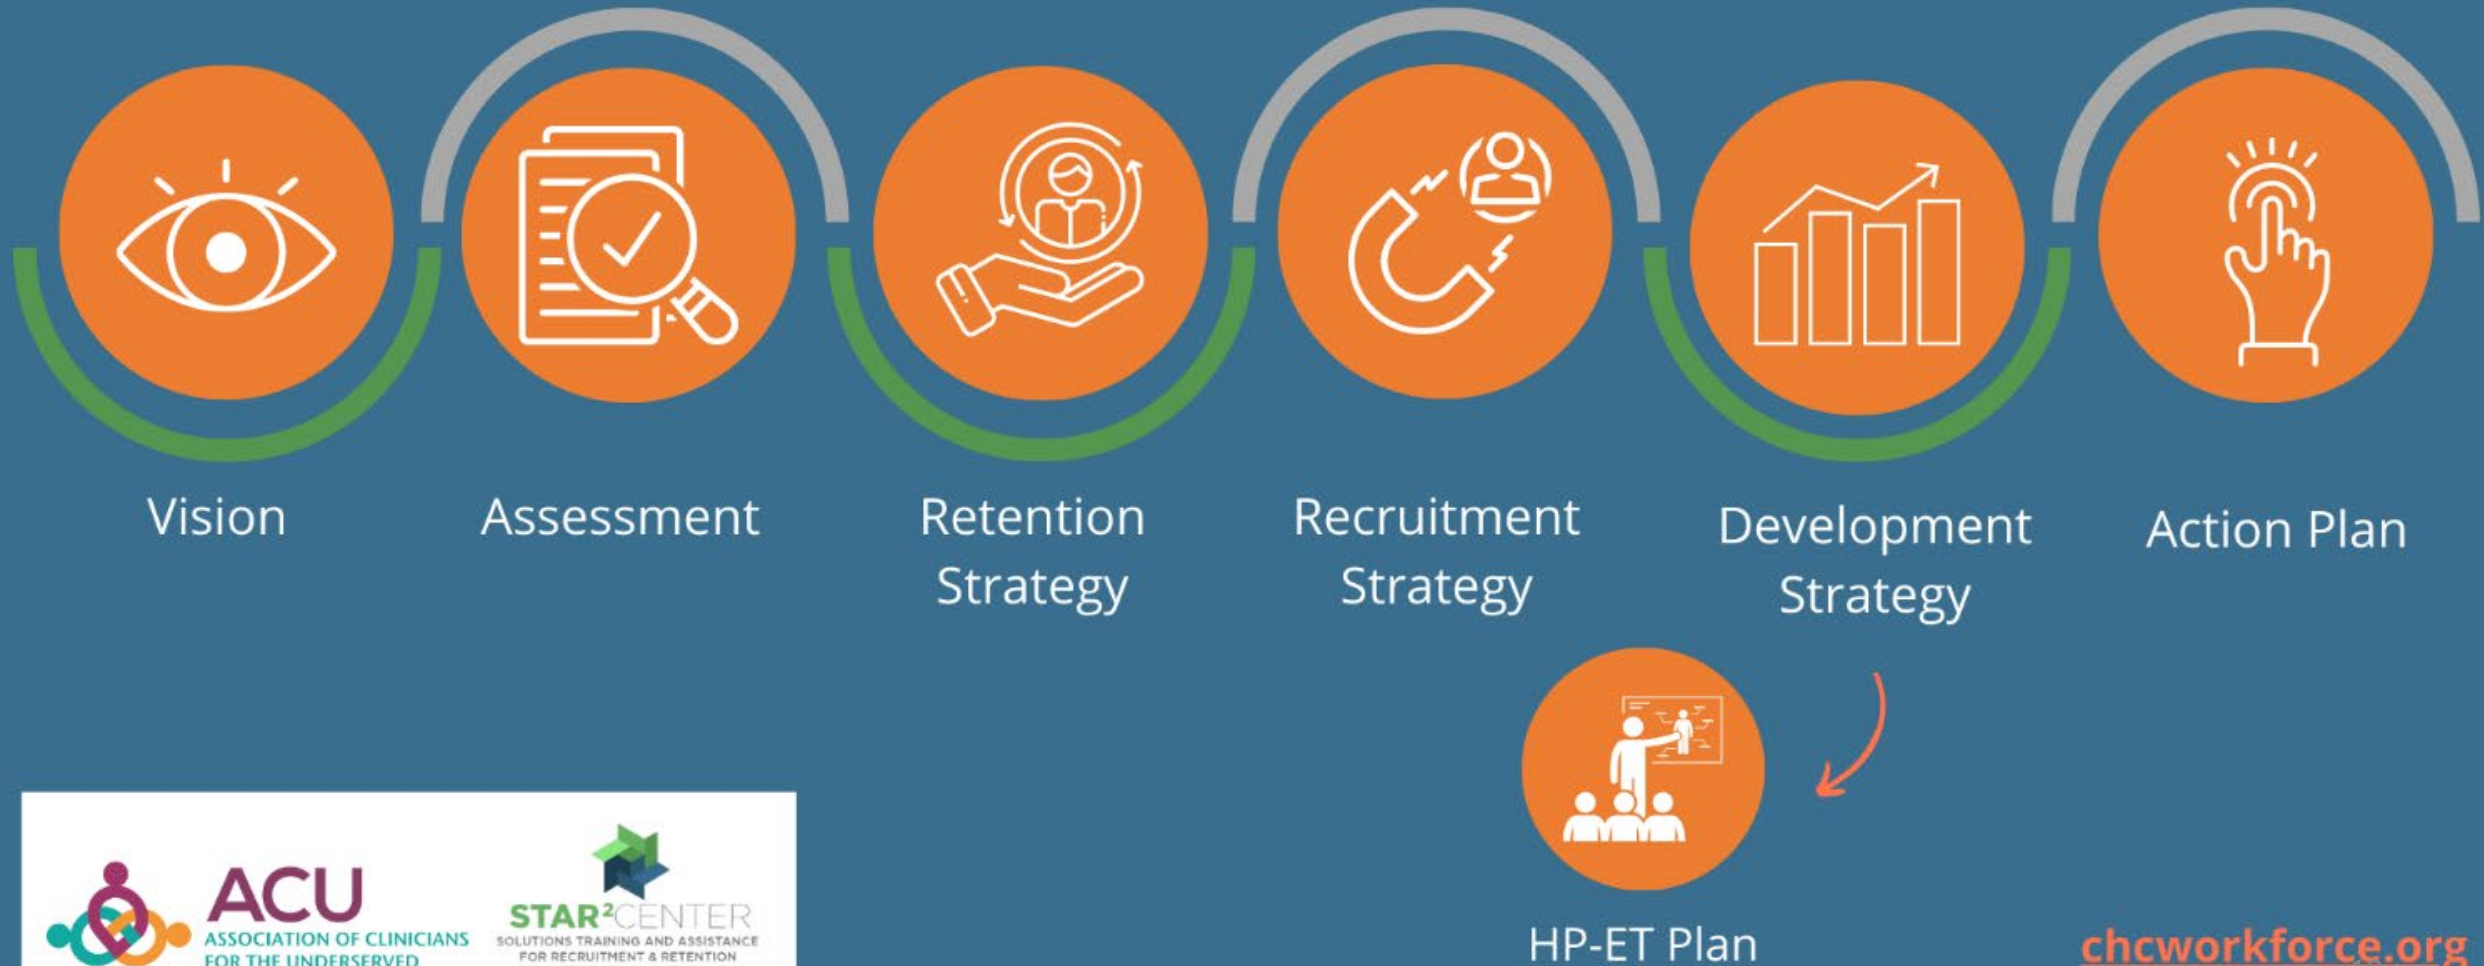 Vision
Assessment
Retention
Strategy
Recruitment
Strategy
Development
Strategy
Action Plan
HP-ET Plan
ACU
ASSOCIATION OF CLINICIANS
FOR THE UNDERSERVED
STAR²CENTER
SOLUTIONS TRAINING AND ASSISTANCE
FOR RECRUITMENT & RETENTION
chcworkforce.org